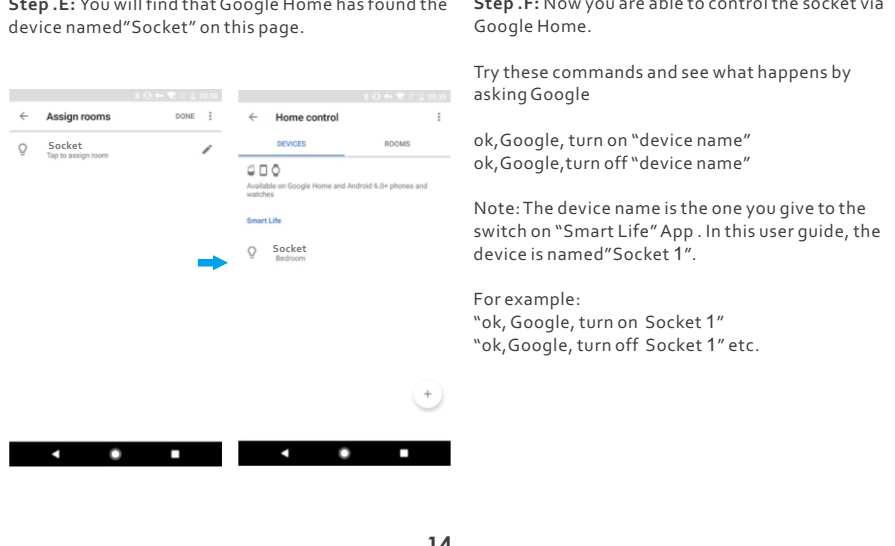 Step .E: You will find that Google Home has found the
device named”Socket” on this page.
20:38
Assign rooms
DONE
Socket
Tap to assign room
20:38
Home control
DEVICES
ROOMS
Available on Google Home and Android 6.0+ phones and
watches
Smart Life
Socket
Bedroom
Step .F: Now you are able to control the socket via
Google Home.
Try these commands and see what happens by
asking Google
ok,Google, turn on “device name”
ok,Google,turn off “device name”
Note: The device name is the one you give to the
switch on “Smart Life” App . In this user guide, the
device is named”Socket 1”.
For example:
“ok, Google, turn on Socket 1”
“ok,Google, turn off Socket 1” etc.
14